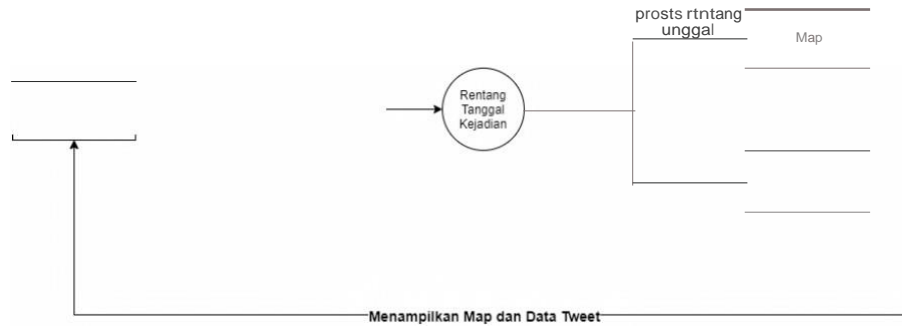 prosts rtntang
unggal
Map
Rentang
Tanggal
Kejadian
Menampilkan Map dan Data Tweet